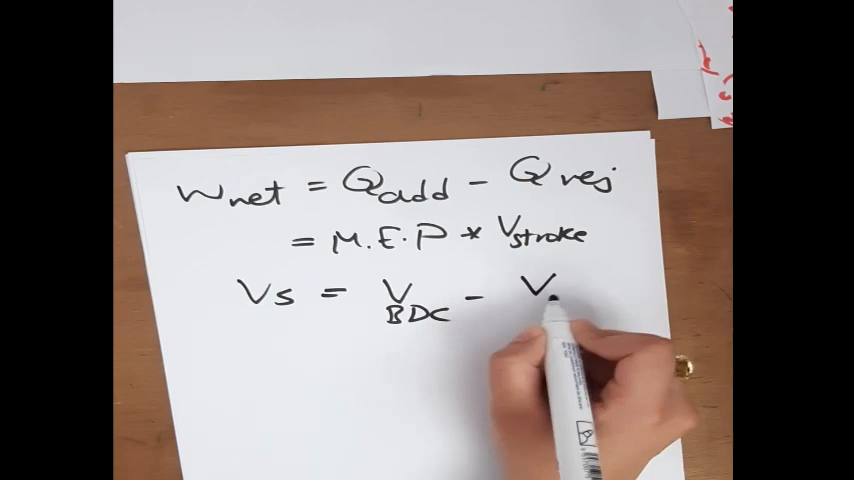 Wnet = Qadd - Qrej
= M.E.P * Vstroke
Vs = VBDC - V